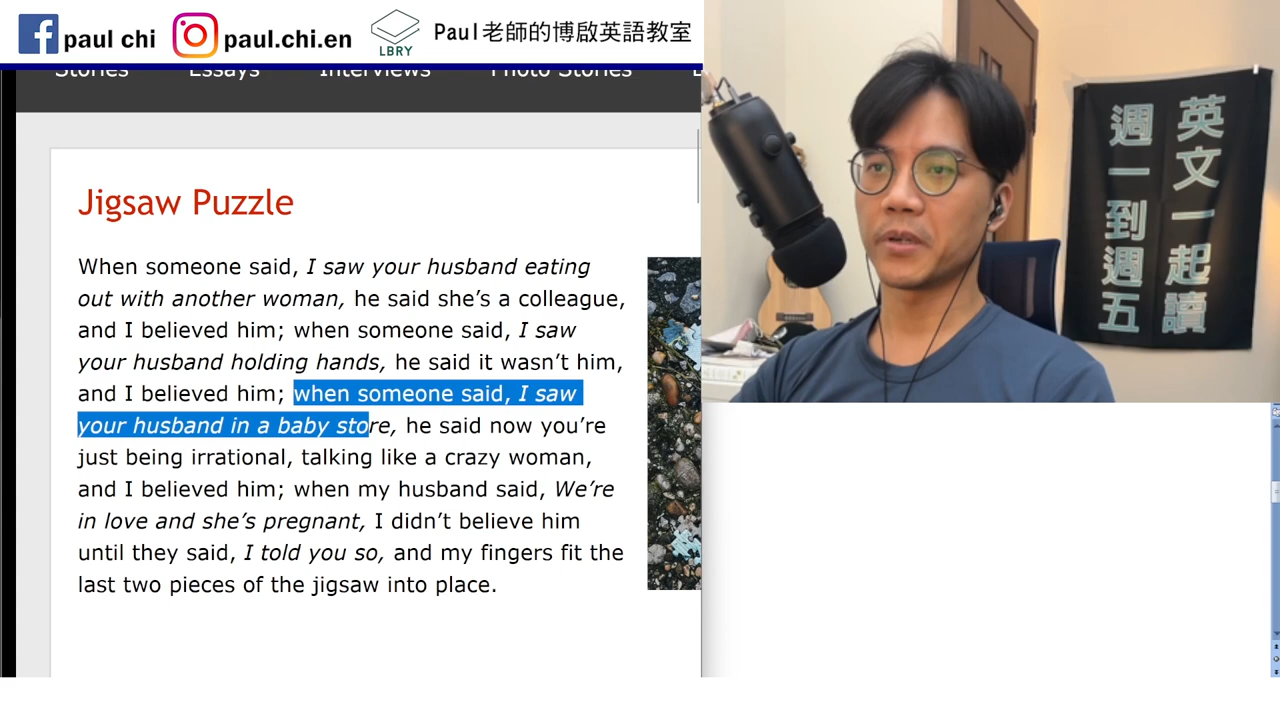 paul chi
paul.chi.en
LBRY
Paul老師的博啟英語教室
Stories Essays Interviews Photo Stories
Jigsaw Puzzle
When someone said, I saw your husband eating
out with another woman, he said she's a colleague,
and I believed him; when someone said, I saw
your husband holding hands, he said it wasn't him,
and I believed him; when someone said, I saw
your husband in a baby store, he said now you're
just being irrational, talking like a crazy woman,
and I believed him; when my husband said, We're
in love and she's pregnant, I didn't believe him
until they said, I told you so, and my fingers fit the
last two pieces of the jigsaw into place.
英文一起讀
週一到週五